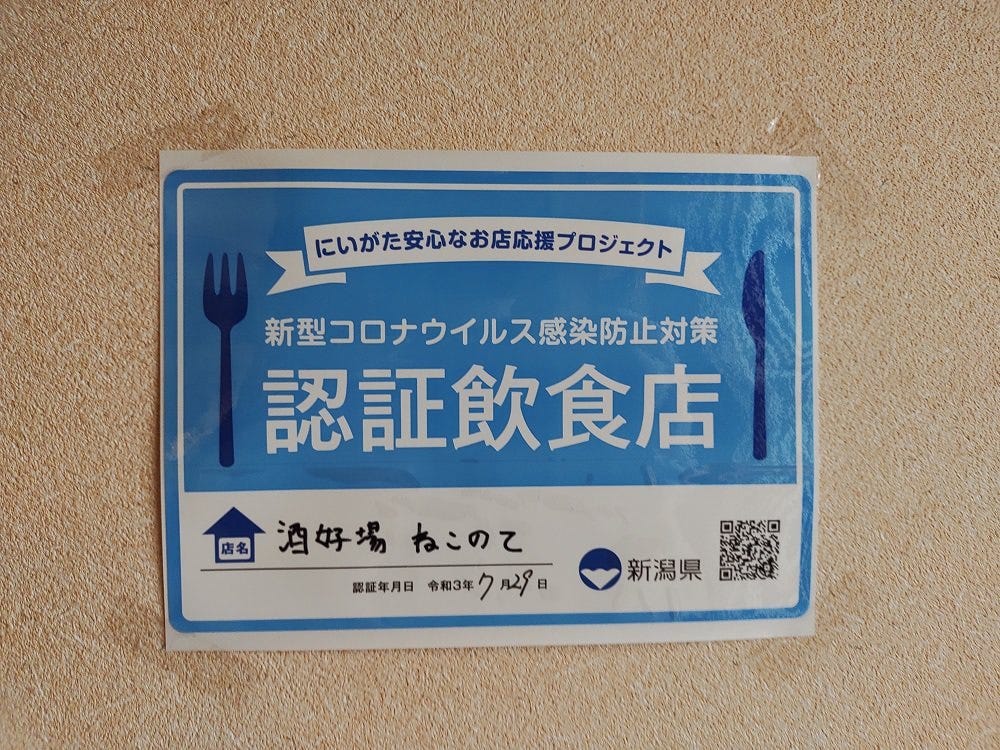 にいがた安心なお店応援プロジェクト
新型コロナウイルス感染防止対策
認証飲食店
店名 酒好場 ねこのて
認証年月日 令和3年7月29日
新潟県